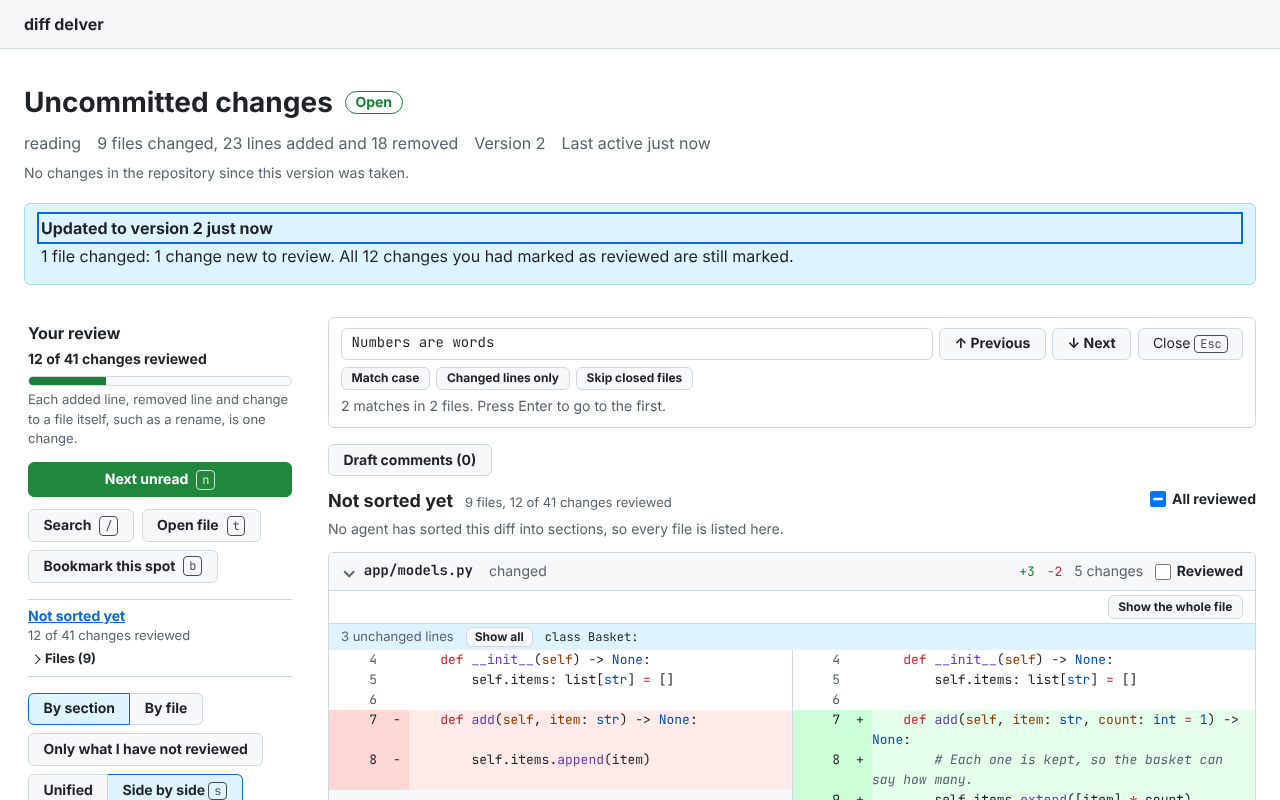 diff delver
Uncommitted changes Open
reading 9 files changed, 23 lines added and 18 removed Version 2 Last active just now
No changes in the repository since this version was taken.
Updated to version 2 just now
1 file changed: 1 change new to review. All 12 changes you had marked as reviewed are still marked.
Your review
12 of 41 changes reviewed
Each added line, removed line and change
to a file itself, such as a rename, is one
change.
Next unread n
Search / Open file t
Bookmark this spot b
Not sorted yet
12 of 41 changes reviewed
Files (9)
By section By file
Only what I have not reviewed
Unified Side by side s
Numbers are words ↑ Previous ↓ Next Close Esc
Match case Changed lines only Skip closed files
2 matches in 2 files. Press Enter to go to the first.
Draft comments (0)
Not sorted yet 9 files, 12 of 41 changes reviewed All reviewed
No agent has sorted this diff into sections, so every file is listed here.
app/models.py changed +3 -2 5 changes Reviewed
Show the whole file
3 unchanged lines Show all class Basket:
4 def __init__(self) -> None: 4 def __init__(self) -> None:
5 self.items: list[str] = [] 5 self.items: list[str] = []
6 6
7 - def add(self, item: str) -> None: 7 + def add(self, item: str, count: int = 1) ->
None:
8 - self.items.append(item) 8 + # Each one is kept, so the basket can
say how many.
9 + self.items.extend([item] * count)